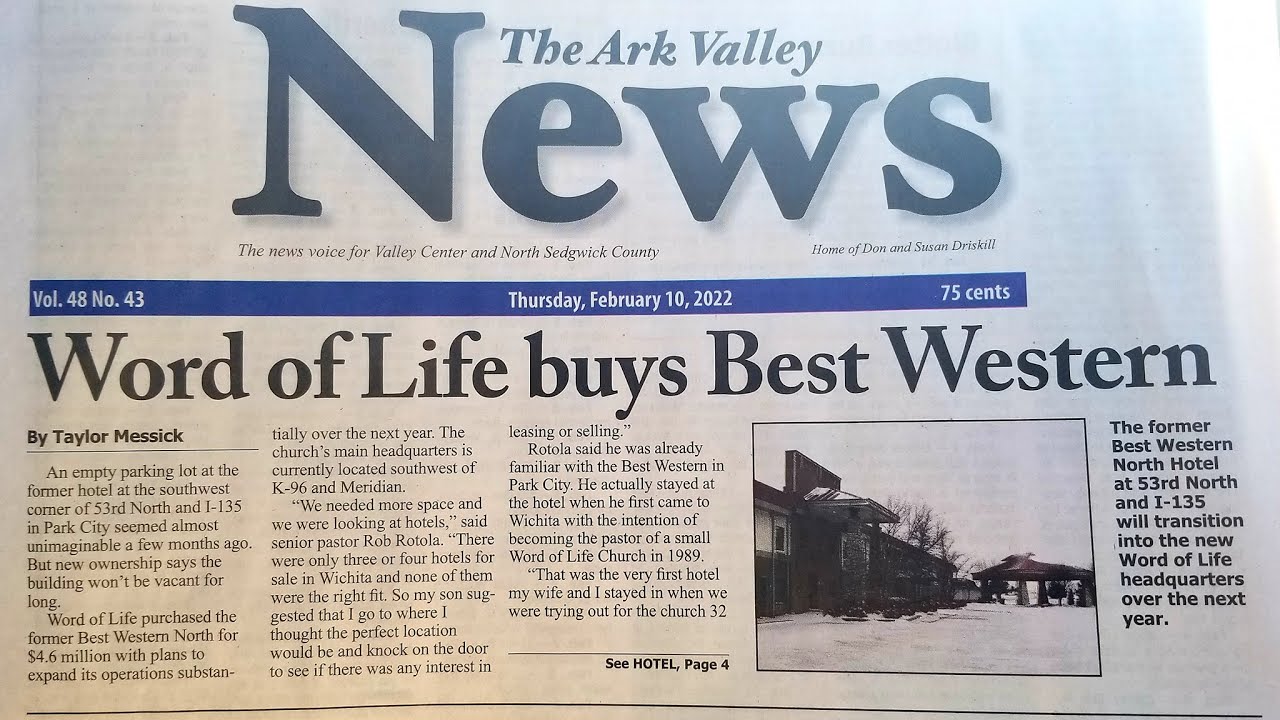 The Ark Valley
News
The news voice for Valley Center and North Sedgwick County
Home of Don and Susan Driskill
Vol. 48 No. 43
Thursday, February 10, 2022
75 cents
Word of Life buys Best Western
By Taylor Messick
An empty parking lot at the
former hotel at the southwest
corner of 53rd North and I-135
in Park City seemed almost
unimaginable a few months ago.
But new ownership says the
building won't be vacant for
long.
Word of Life purchased the
former Best Western North for
$4.6 million with plans to
expand its operations substan-
tially over the next year. The
church's main headquarters is
currently located southwest of
K-96 and Meridian.
"We needed more space and
we were looking at hotels," said
senior pastor Rob Rotola. "There
were only three or four hotels for
sale in Wichita and none of them
were the right fit. So my son sug-
gested that I go to where I
thought the perfect location
would be and knock on the door
to see if there was any interest in
leasing or selling."
Rotola said he was already
familiar with the Best Western in
Park City. He actually stayed at
the hotel when he first came to
Wichita with the intention of
becoming the pastor of a small
Word of Life Church in 1989.
"That was the very first hotel
my wife and I stayed in when we
were trying out for the church 32
See HOTEL, Page 4
The former
Best Western
North Hotel
at 53rd North
and I-135
will transition
into the new
Word of Life
headquarters
over the next
year.